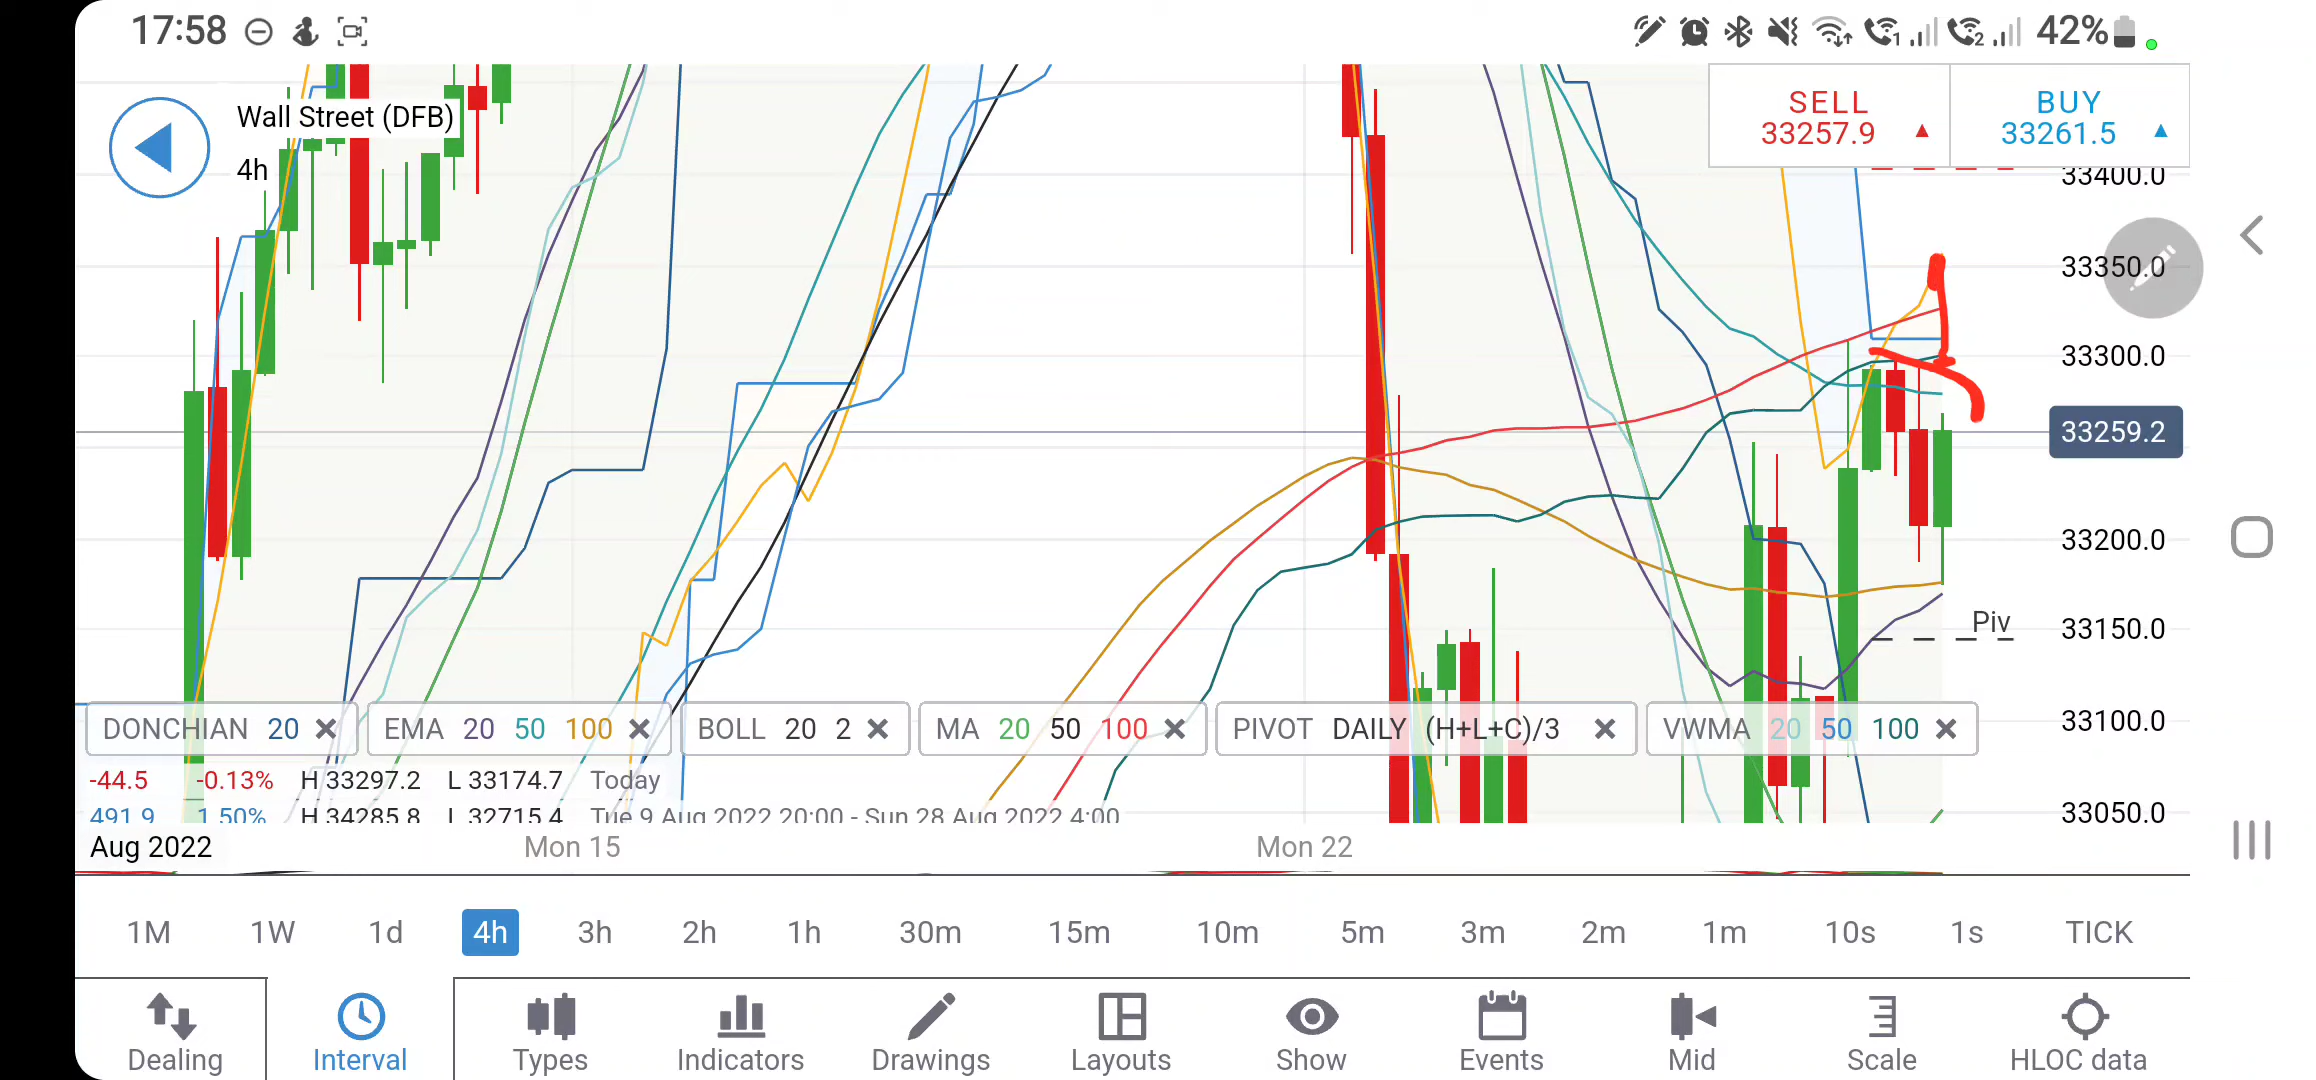 17:58 1 2 42%
Wall Street (DFB)
4h
SELL BUY
33257.9 33261.5
33400.0
33350.0
33300.0
33259.2
33200.0
33150.0
33100.0
33050.0
Piv
DONCHIAN 20 EMA 20 50 100 BOLL 20 2 MA 20 50 100 PIVOT DAILY (H+L+C)/3 VWMA 20 50 100
-44.5 -0.13% H 33297.2 L 33174.7 Today
491.9 1.50% H 34285.8 L 32715.4 Tue 9 Aug 2022 20:00 - Sun 28 Aug 2022 4:00
Aug 2022 Mon 15 Mon 22
1M 1W 1d 4h 3h 2h 1h 30m 15m 10m 5m 3m 2m 1m 10s 1s TICK
Dealing Interval Types Indicators Drawings Layouts Show Events Mid Scale HLOC data